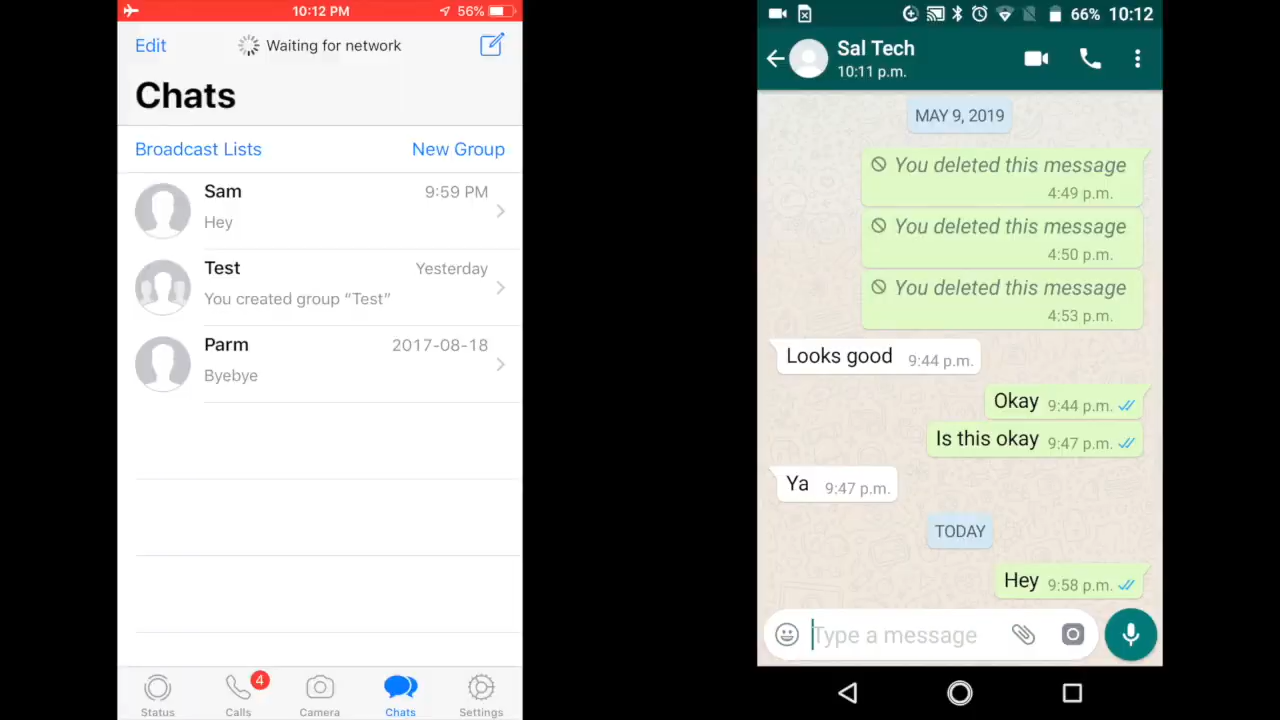 10:12 PM 56%
Edit Waiting for network
Chats
Broadcast Lists New Group
Sam 9:59 PM
Hey
Test Yesterday
You created group “Test”
Parm 2017-08-18
Byebye
4
Status Calls Camera Chats Settings
66% 10:12
Sal Tech
10:11 p.m.
MAY 9, 2019
You deleted this message
4:49 p.m.
You deleted this message
4:50 p.m.
You deleted this message
4:53 p.m.
Looks good 9:44 p.m.
Okay 9:44 p.m.
Is this okay 9:47 p.m.
Ya 9:47 p.m.
TODAY
Hey 9:58 p.m.
Type a message